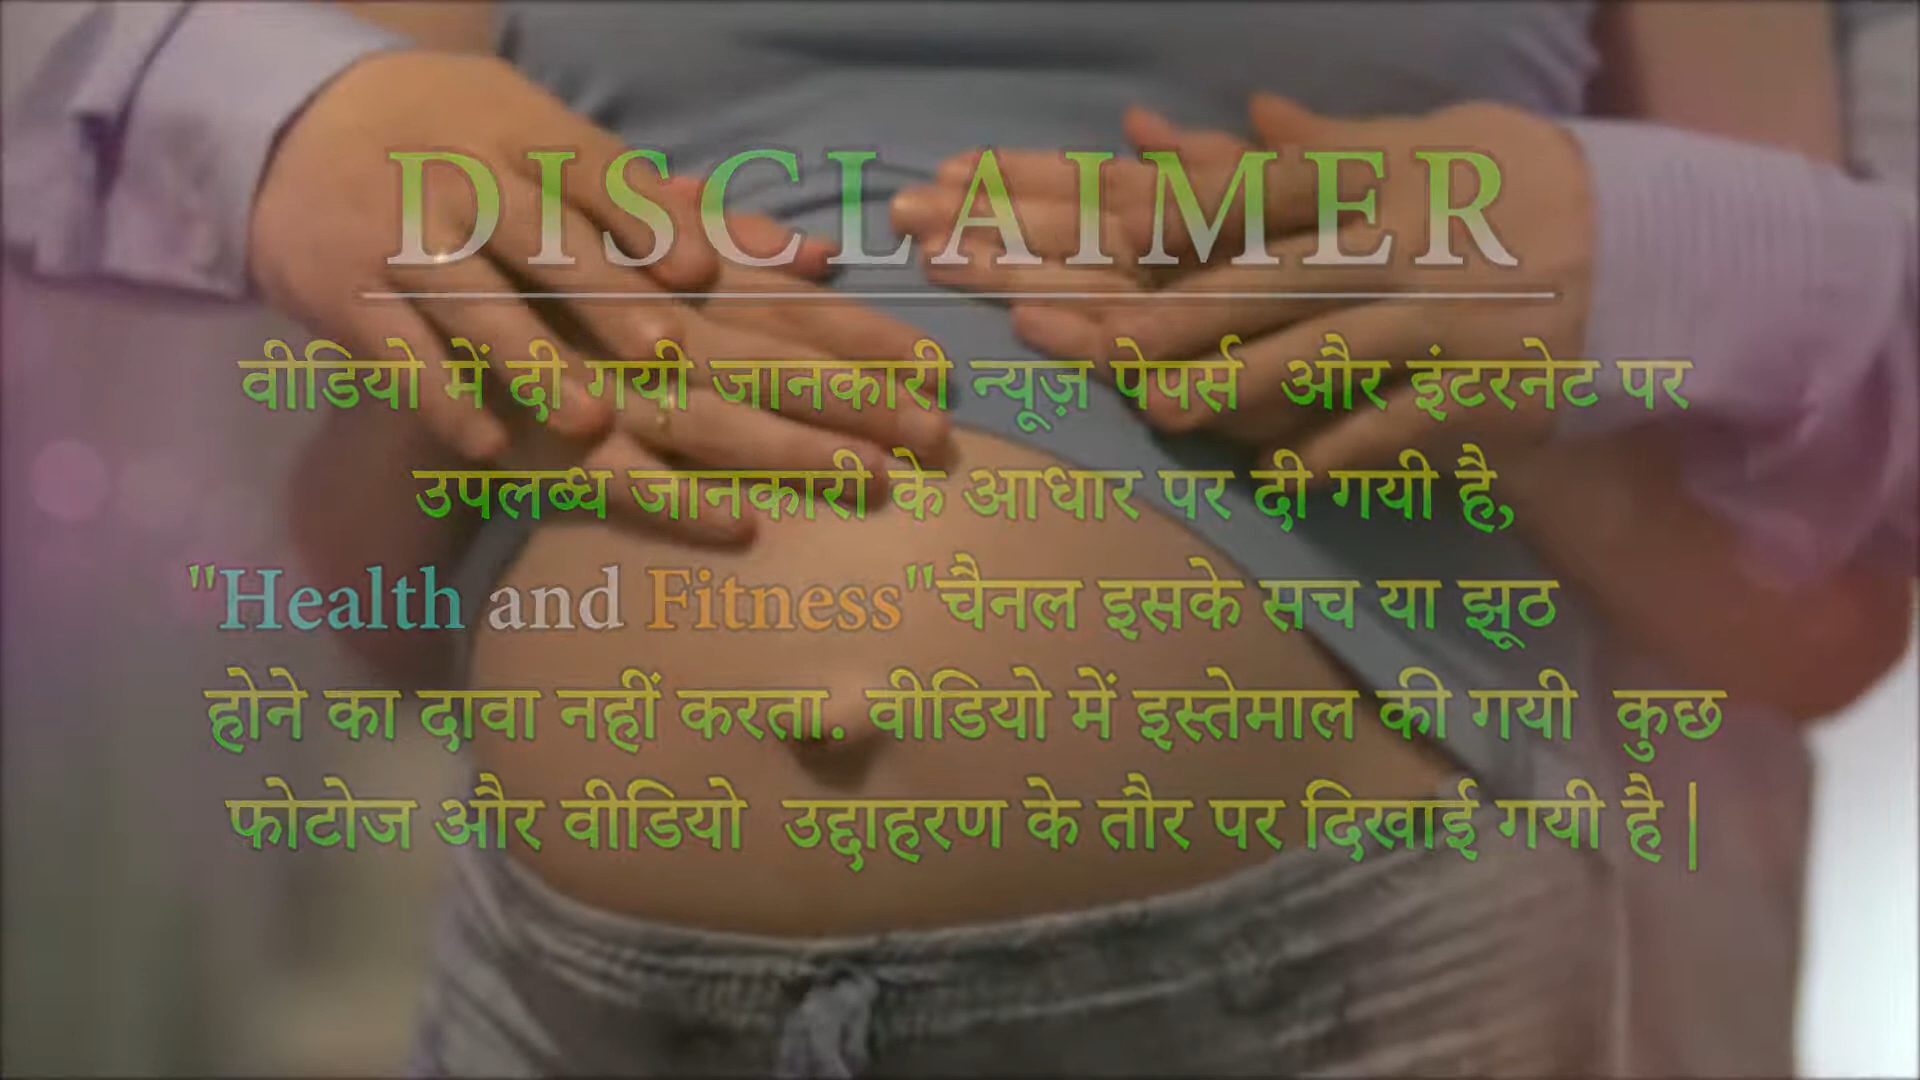 DISCLAIMER
वीडियो में दी गयी जानकारी न्यूज़ पेपर्स और इंटरनेट पर
उपलब्ध जानकारी के आधार पर दी गयी है,
"Health and Fitness"चैनल इसके सच या झूठ
होने का दावा नहीं करता. वीडियो में इस्तेमाल की गयी कुछ
फोटोज और वीडियो उद्दाहरण के तौर पर दिखाई गयी है |